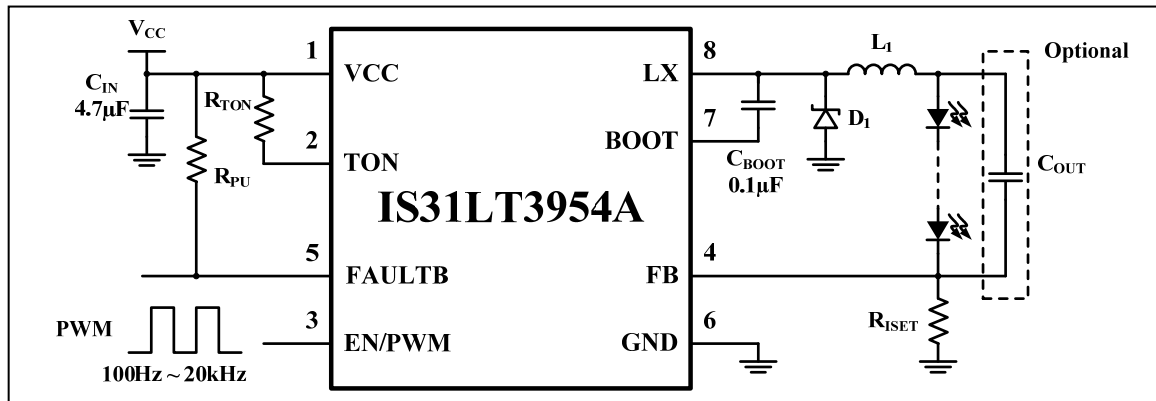 VCC
CIN
4.7µF
RTON
RPU
1
VCC
2
TON
5
FAULTB
3
EN/PWM
PWM
100Hz ~ 20kHz
IS31LT3954A
8
LX
7
BOOT
4
FB
6
GND
CBOOT
0.1µF
D1
L1
Optional
COUT
RISET